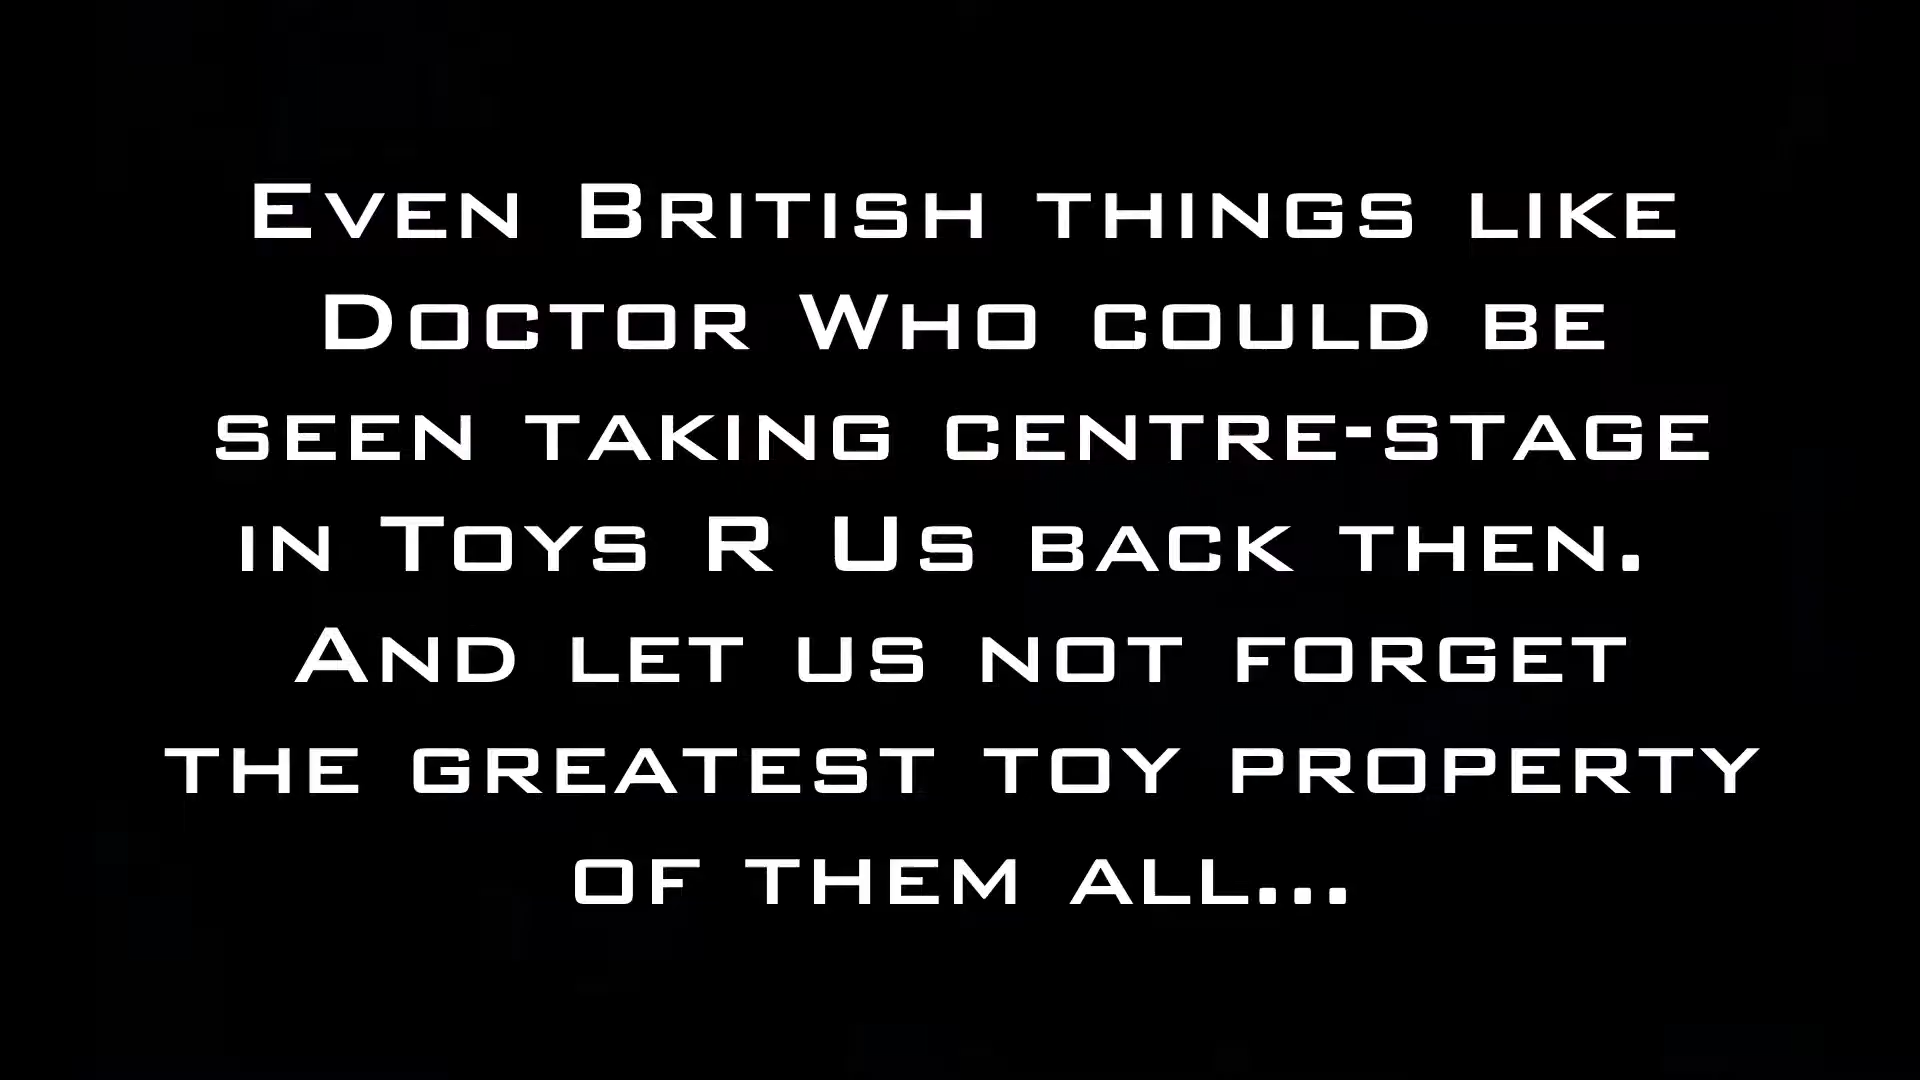 Even British things like
Doctor Who could be
seen taking centre-stage
in Toys R Us back then.
And let us not forget
the greatest toy property
of them all...